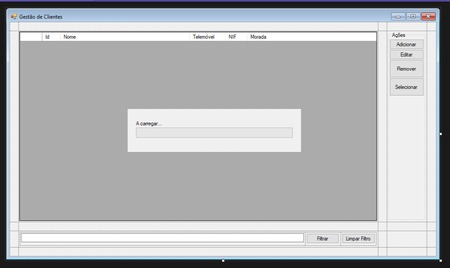 Gestão de Clientes
Id Nome Telemóvel NIF Morada
Ações
Adicionar
Editar
Remover
Selecionar
A carregar...
Filtrar Limpar Filtro